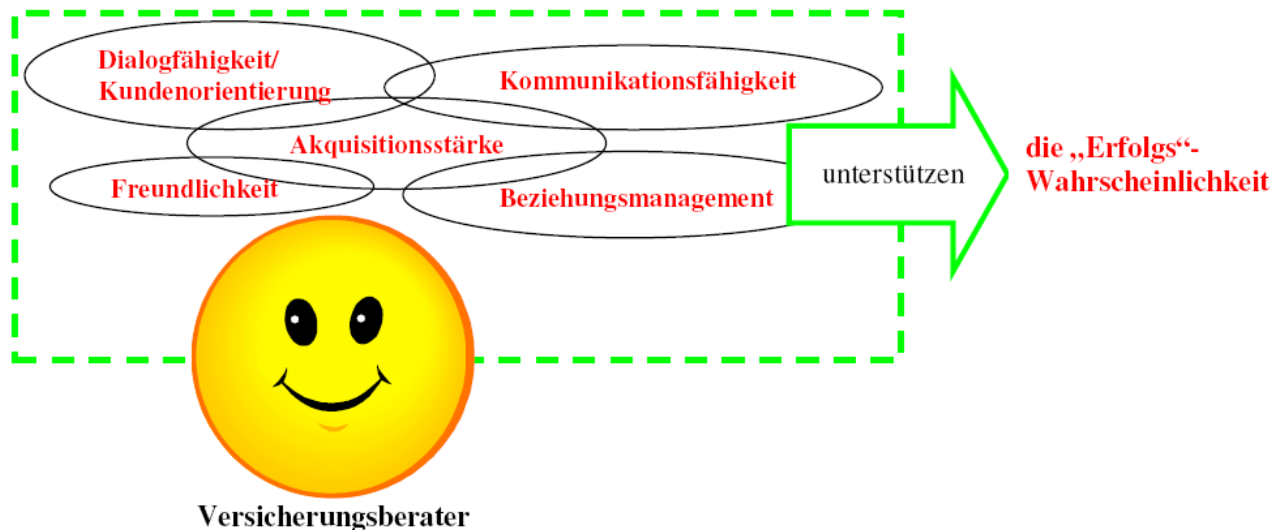 Dialogfähigkeit/
Kundenorientierung
Kommunikationsfähigkeit
Akquisitionsstärke
Freundlichkeit
Beziehungsmanagement
unterstützen
die „Erfolgs“-
Wahrscheinlichkeit
Versicherungsberater